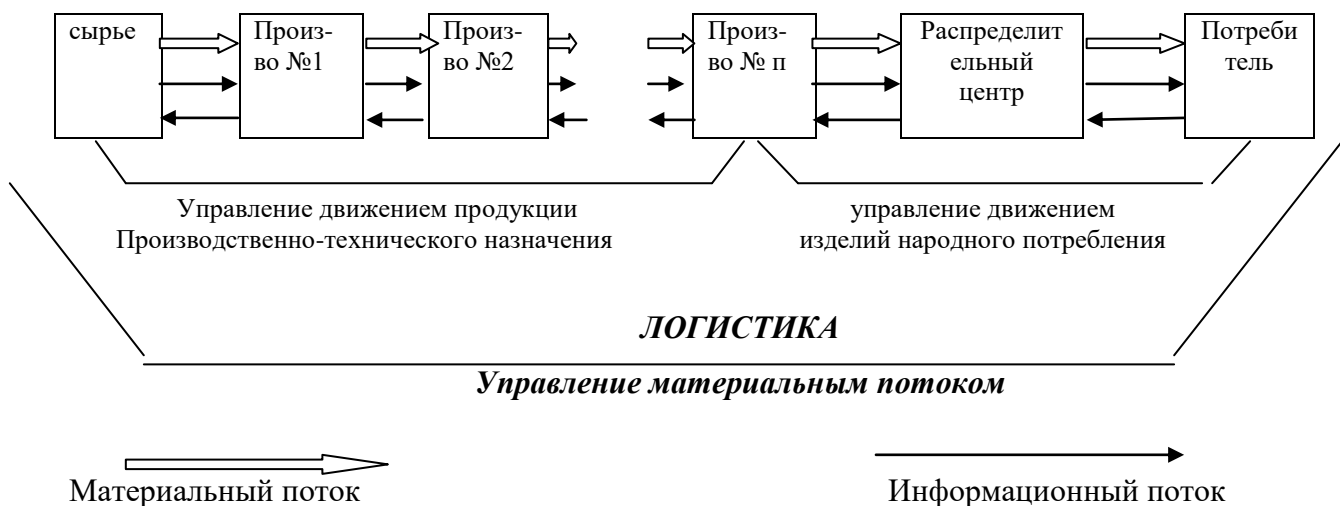 сырье
Произ-
во №1
Произ-
во №2
Произ-
во № п
Распределит
ельный
центр
Потреби
тель
Управление движением продукции
Производственно-технического назначения
управление движением
изделий народного потребления
ЛОГИСТИКА
Управление материальным потоком
Материальный поток
Информационный поток